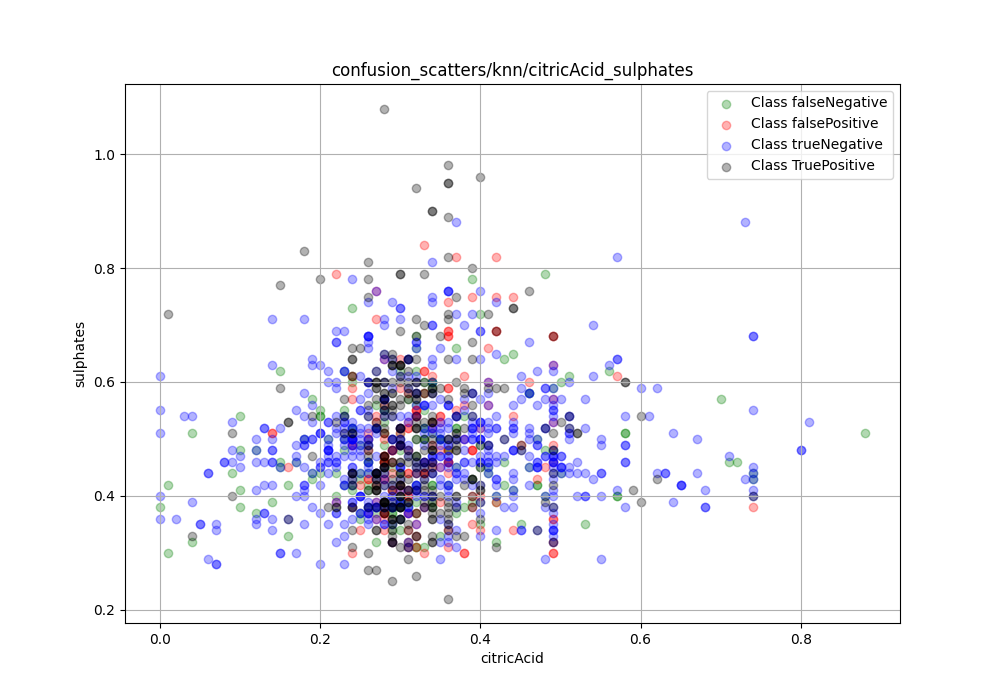 confusion_scatters/knn/citricAcid_sulphates
Class falseNegative
Class falsePositive
Class trueNegative
Class TruePositive
1.0
0.8
0.6
0.4
0.2
sulphates
0.0 0.2 0.4 0.6 0.8
citricAcid